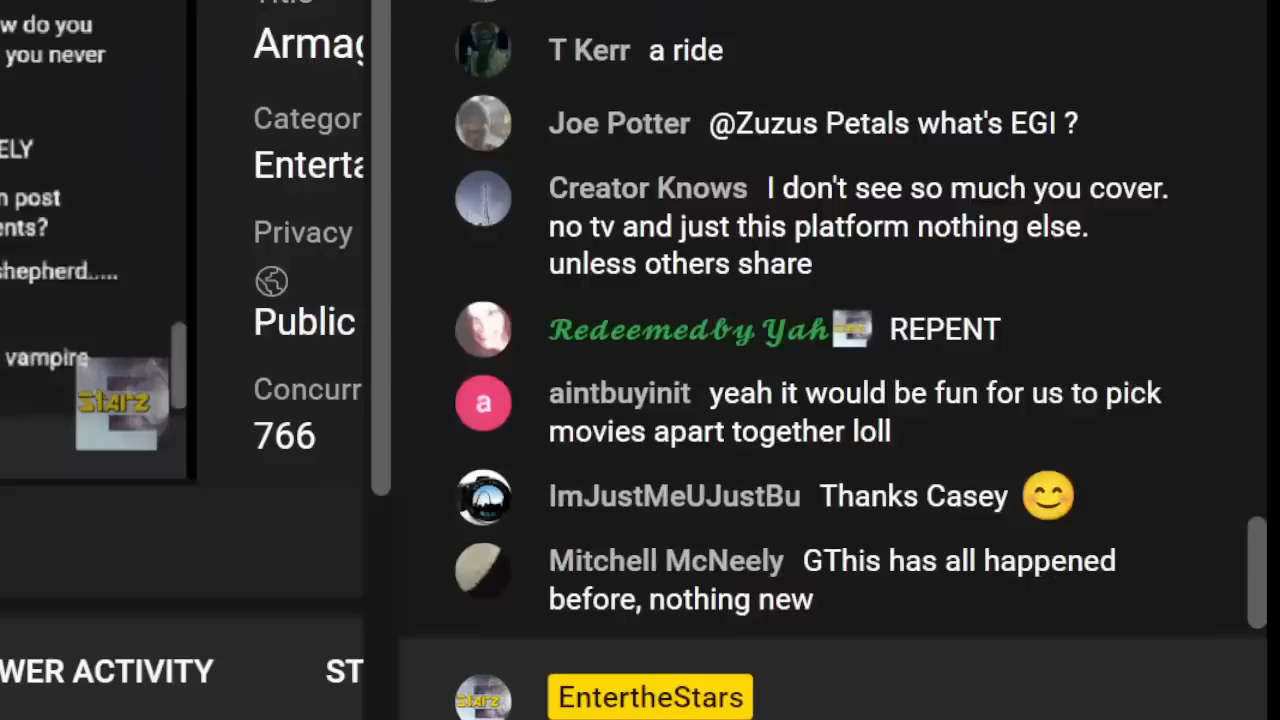 w do you
you never
ELY
n post
ents?
shepherd.....
vampire
STARZ
Armag
Categor
Enterta
Privacy
Public
Concurr
766
WER ACTIVITY
ST
T Kerr a ride
Joe Potter @Zuzus Petals what's EGI ?
Creator Knows I don't see so much you cover.
no tv and just this platform nothing else.
unless others share
Redeemedby Yah REPENT
a
aintbuyinit yeah it would be fun for us to pick
movies apart together loll
ImJustMeUJustBu Thanks Casey 😊
Mitchell McNeely GThis has all happened
before, nothing new
STARZ
EntertheStars